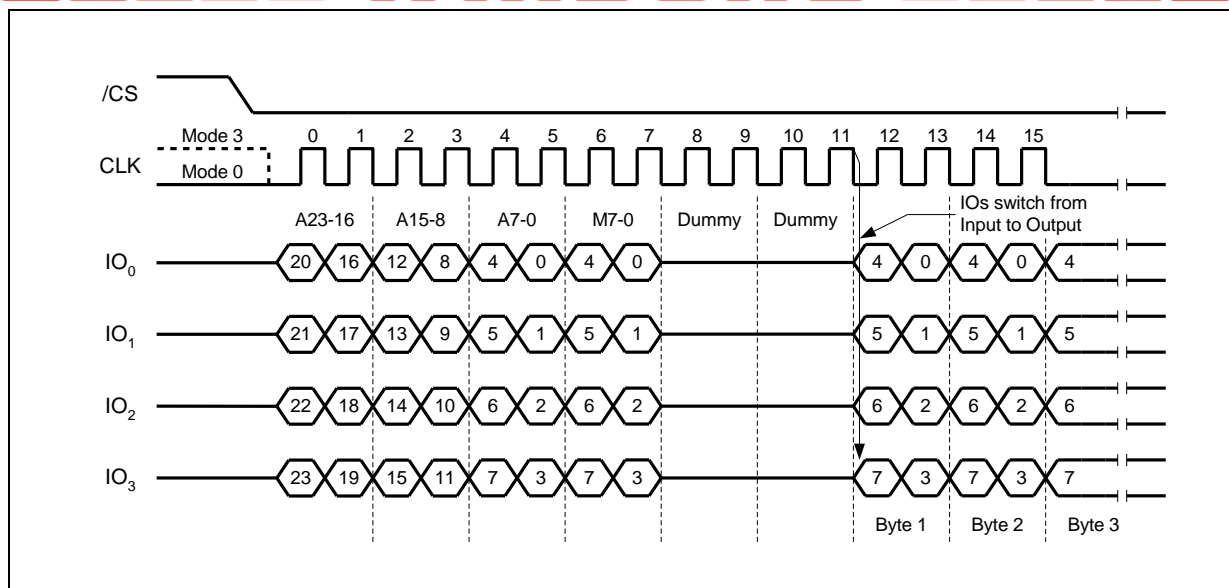 /CS
Mode 3 0 1 2 3 4 5 6 7 8 9 10 11 12 13 14 15
CLK
Mode 0
IOs switch from
Input to Output
A23-16 A15-8 A7-0 M7-0 Dummy Dummy
IO0 20 16 12 8 4 0 4 0 4 0 4 0 4
IO1 21 17 13 9 5 1 5 1 5 1 5 1 5
IO2 22 18 14 10 6 2 6 2 6 2 6 2 6
IO3 23 19 15 11 7 3 7 3 7 3 7 3 7
Byte 1 Byte 2 Byte 3